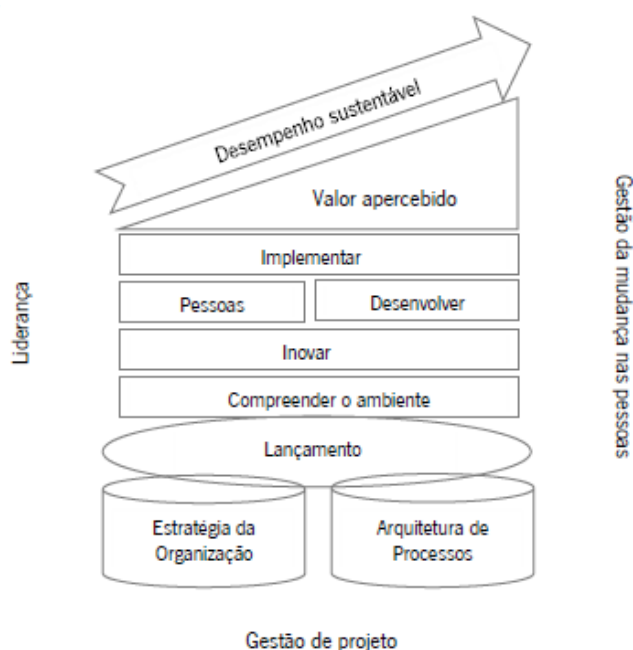 Desempenho sustentável
Valor apercebido
Implementar
Pessoas
Desenvolver
Inovar
Compreender o ambiente
Lançamento
Estratégia da
Organização
Arquitetura de
Processos
Liderança
Gestão da mudança nas pessoas
Gestão de projeto